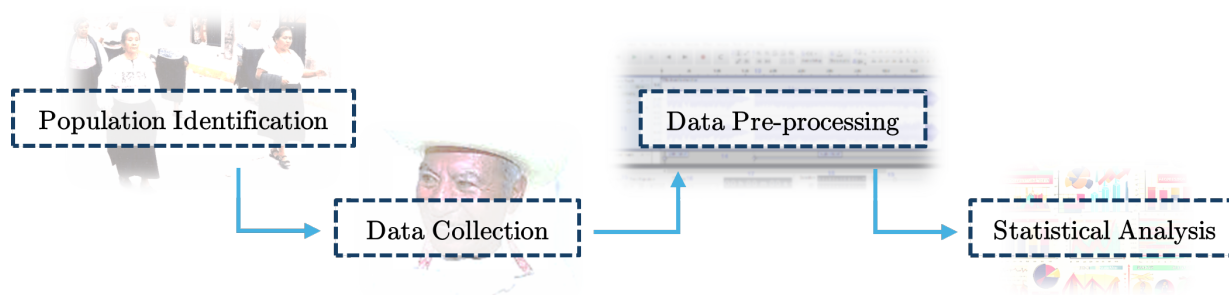 Population Identification
Data Collection
Data Pre-processing
Statistical Analysis